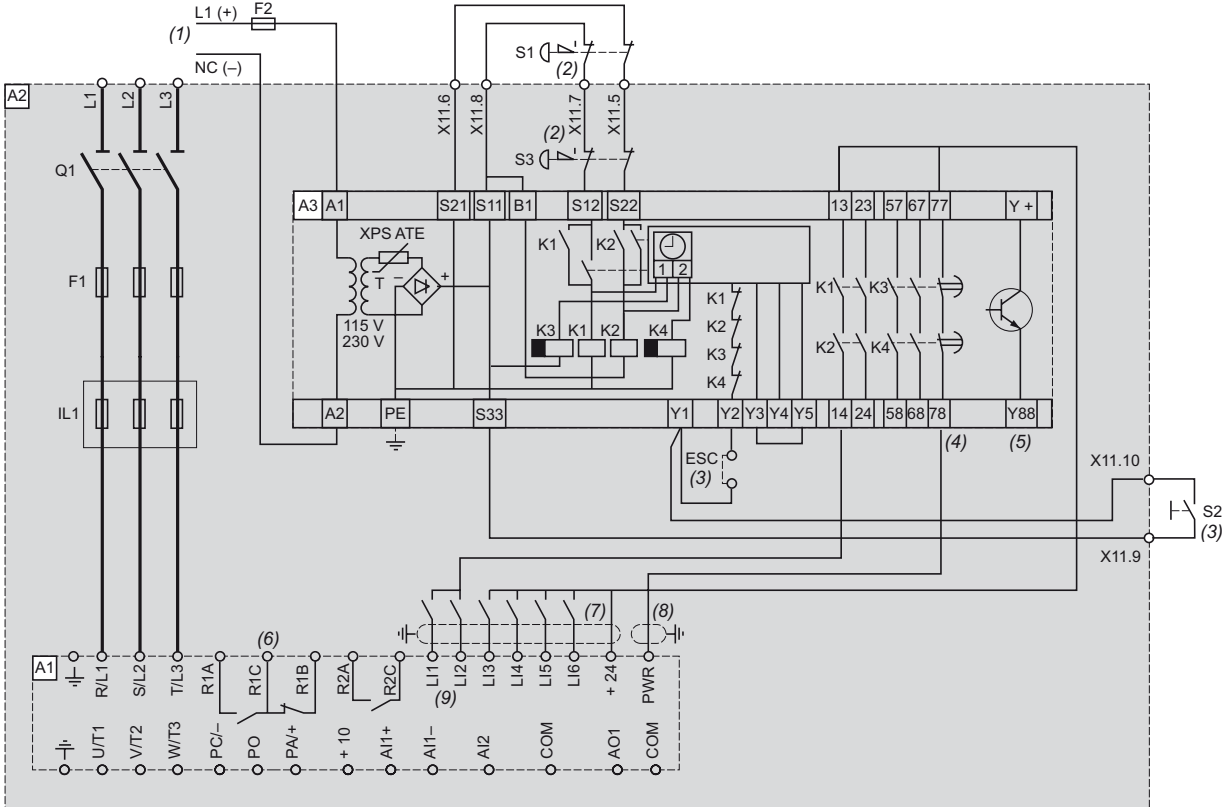 L1 (+) F2
(1)
NC (–)
S1
(2)
A2
L1 L2 L3
X11.6 X11.8 X11.7 X11.5
(2)
S3
Q1
A3 A1 S21 S11 B1 S12 S22 13 23 57 67 77 Y +
XPS ATE
K1 K2
1 2
T – +
F1
K1 K1 K3
115 V
230 V
K3 K1 K2 K4
K2
K3
K2 K4
K4
IL1
A2 PE S33 Y1 Y2 Y3 Y4 Y5 14 24 58 68 78 Y88
(4) (5)
ESC
(3)
X11.10
S2
(3)
X11.9
(7) (8)
(6)
A1
R/L1 S/L2 T/L3 R1A R1C R1B R2A R2C LI1 LI2 LI3 LI4 LI5 LI6 + 24 PWR
(9)
U/T1 V/T2 W/T3 PC/– PO PA/+ + 10 AI1+ AI1– AI2 COM AO1 COM